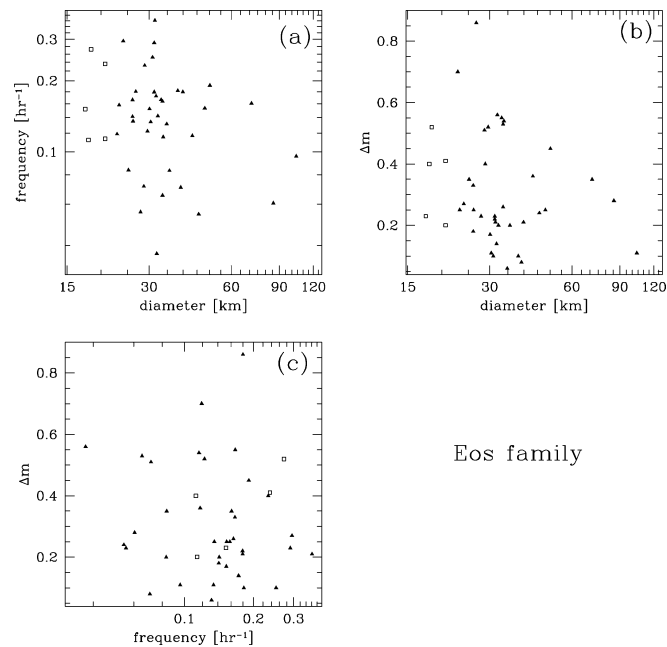 (a)
0.3
0.2
0.1
frequency [hr⁻¹]
15 30 60 90 120
diameter [km]
(b)
0.8
0.6
0.4
0.2
Δm
15 30 60 90 120
diameter [km]
(c)
0.8
0.6
0.4
0.2
Δm
0.1 0.2 0.3
frequency [hr⁻¹]
Eos family